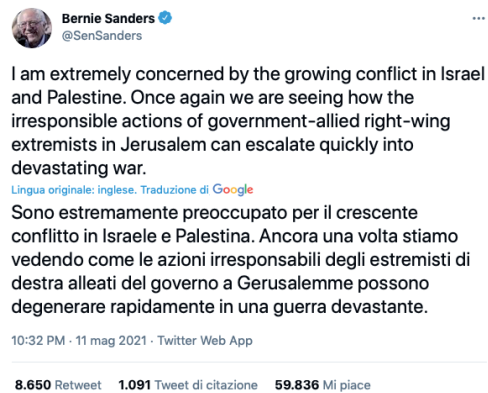 Bernie Sanders
@SenSanders
I am extremely concerned by the growing conflict in Israel
and Palestine. Once again we are seeing how the
irresponsible actions of government-allied right-wing
extremists in Jerusalem can escalate quickly into
devastating war.
Lingua originale: inglese. Traduzione di Google
Sono estremamente preoccupato per il crescente
conflitto in Israele e Palestina. Ancora una volta stiamo
vedendo come le azioni irresponsabili degli estremisti di
destra alleati del governo a Gerusalemme possono
degenerare rapidamente in una guerra devastante.
10:32 PM · 11 mag 2021 · Twitter Web App
8.650 Retweet 1.091 Tweet di citazione 59.836 Mi piace